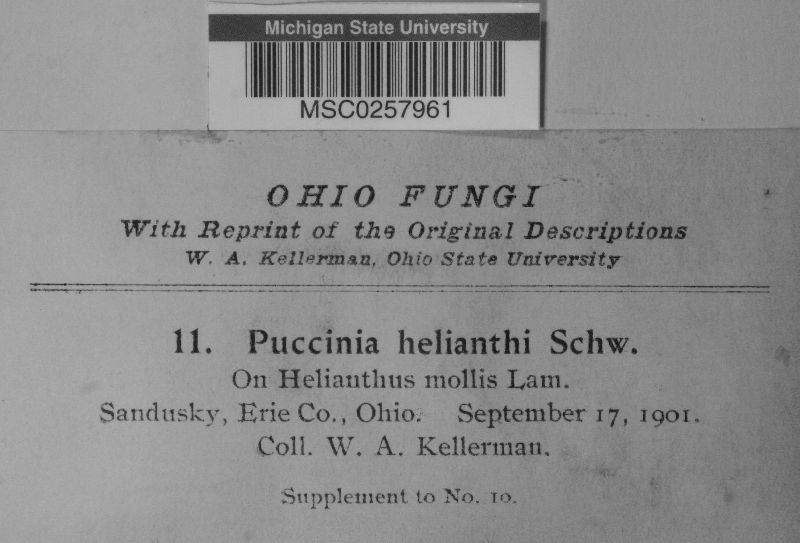 Michigan State University
MSC0257961
OHIO FUNGI
With Reprint of the Original Descriptions
W. A. Kellerman, Ohio State University
11. Puccinia helianthi Schw.
On Helianthus mollis Lam.
Sandusky, Erie Co., Ohio. September 17, 1901.
Coll. W. A. Kellerman.
Supplement to No. 10.